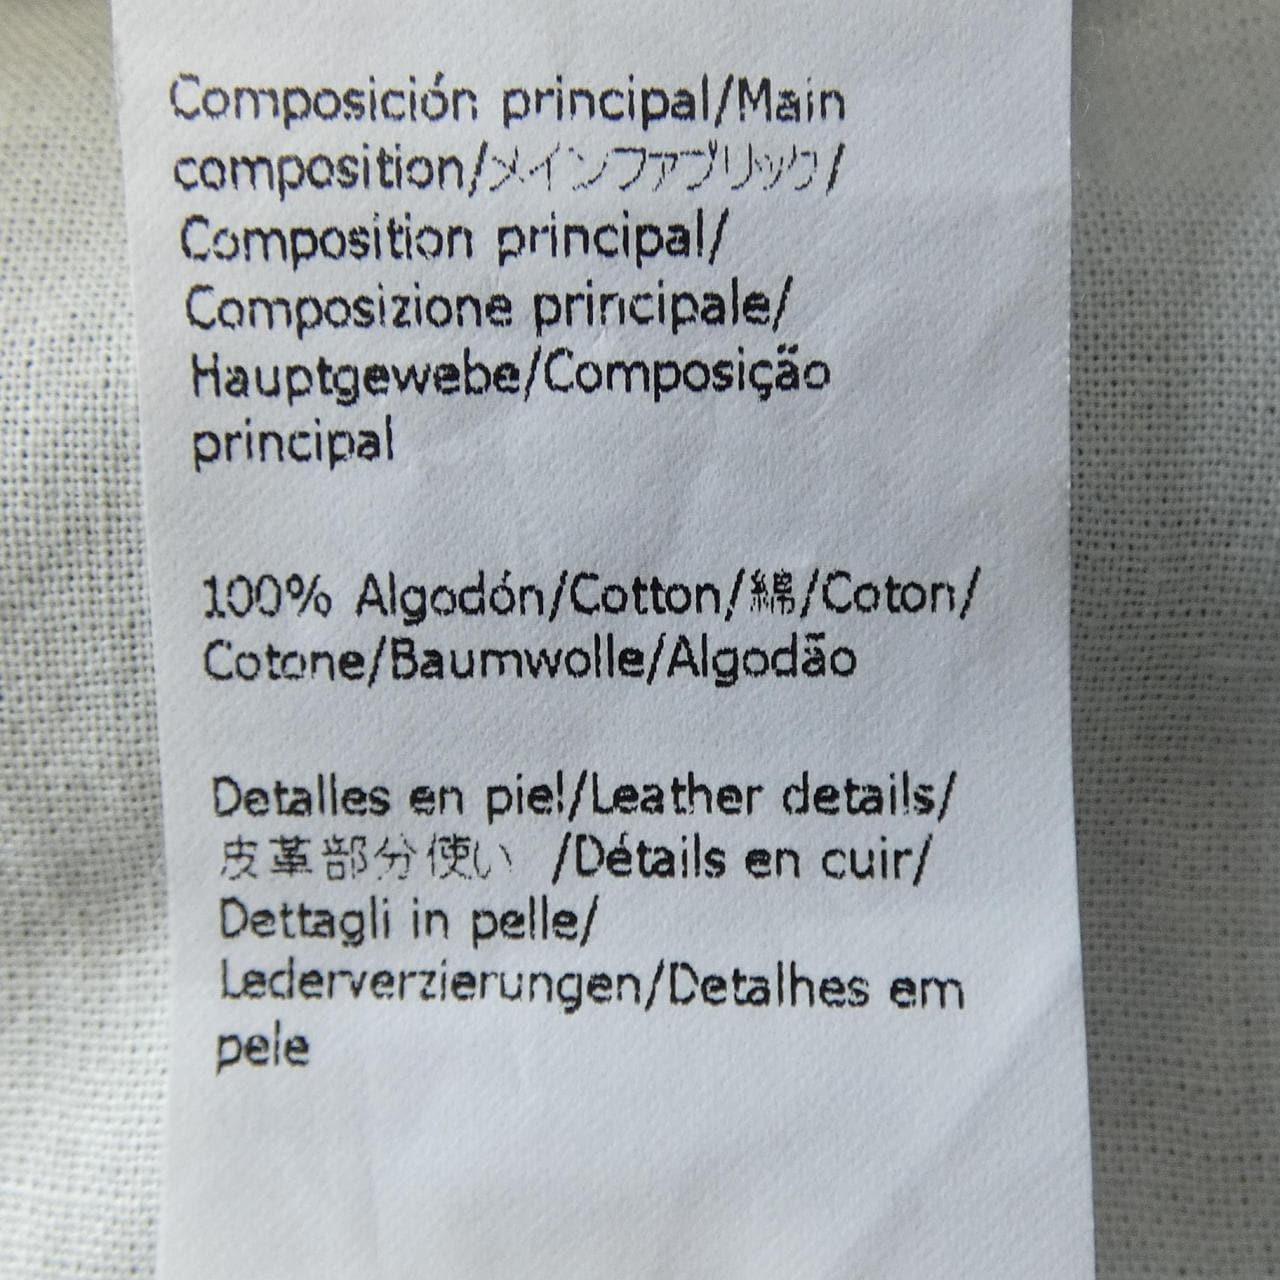 Composición principal/Main
composition/メインファブリック/
Composition principal/
Composizione principale/
Hauptgewebe/Composição
principal
100% Algodón/Cotton/綿/Coton/
Cotone/Baumwolle/Algodão
Detalles en piel/Leather details/
皮革部分使い /Détails en cuir/
Dettagli in pelle/
Lederverzierungen/Detalhes em
pele